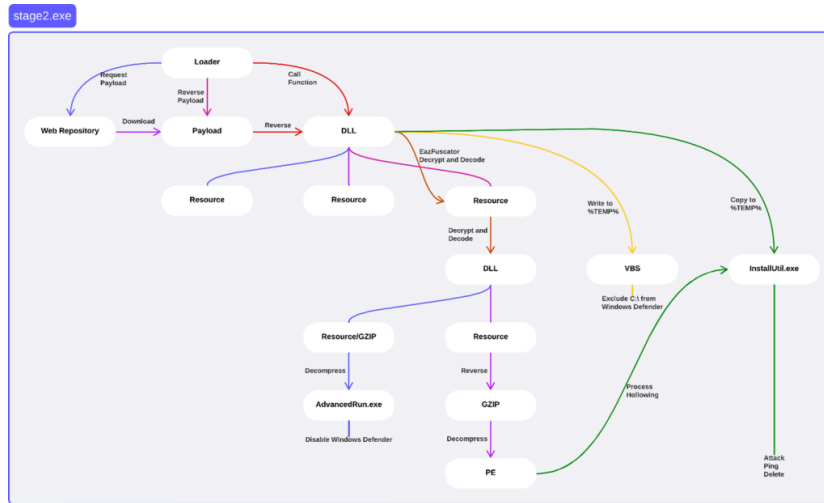 stage2.exe
Loader
Request
Payload
Reverse
Payload
Call
Function
Web Repository
Download
Payload
Reverse
DLL
EazFuscator
Decrypt and Decode
Write to
%TEMP%
Copy to
%TEMP%
Resource
Resource
Resource
Decrypt and
Decode
DLL
VBS
InstallUtil.exe
Exclude C:\ from
Windows Defender
Resource/GZIP
Resource
Decompress
Reverse
Process
Hollowing
AdvancedRun.exe
GZIP
Disable Windows Defender
Decompress
PE
Attack
Ping
Delete